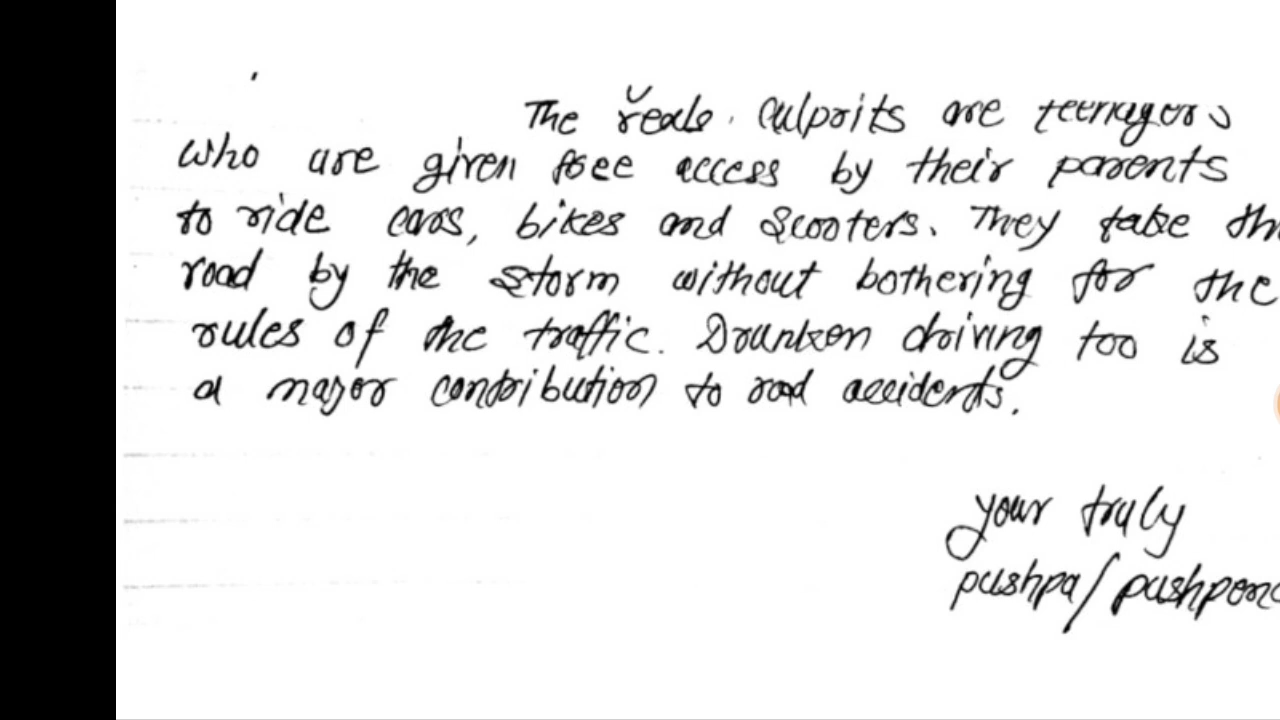 The reals culprits are teenagers
who are given free access by their parents
to ride cars, bikes and Scooters. They take
road by the storm without bothering for the
rules of the traffic. Drunken driving too is
a major contribution to road accidents.
your truly
pushpa/